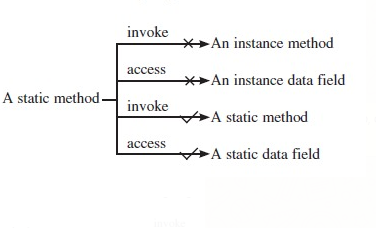 invoke
An instance method
access
An instance data field
A static method
invoke
A static method
access
A static data field